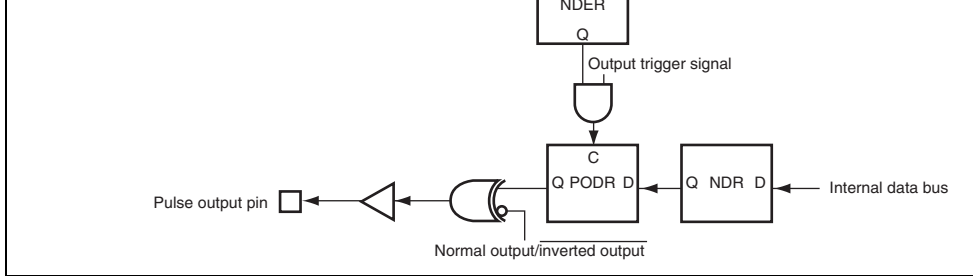 NDER
Q
Output trigger signal
C
Q PODR D
Q NDR D
Internal data bus
Pulse output pin
Normal output/inverted output